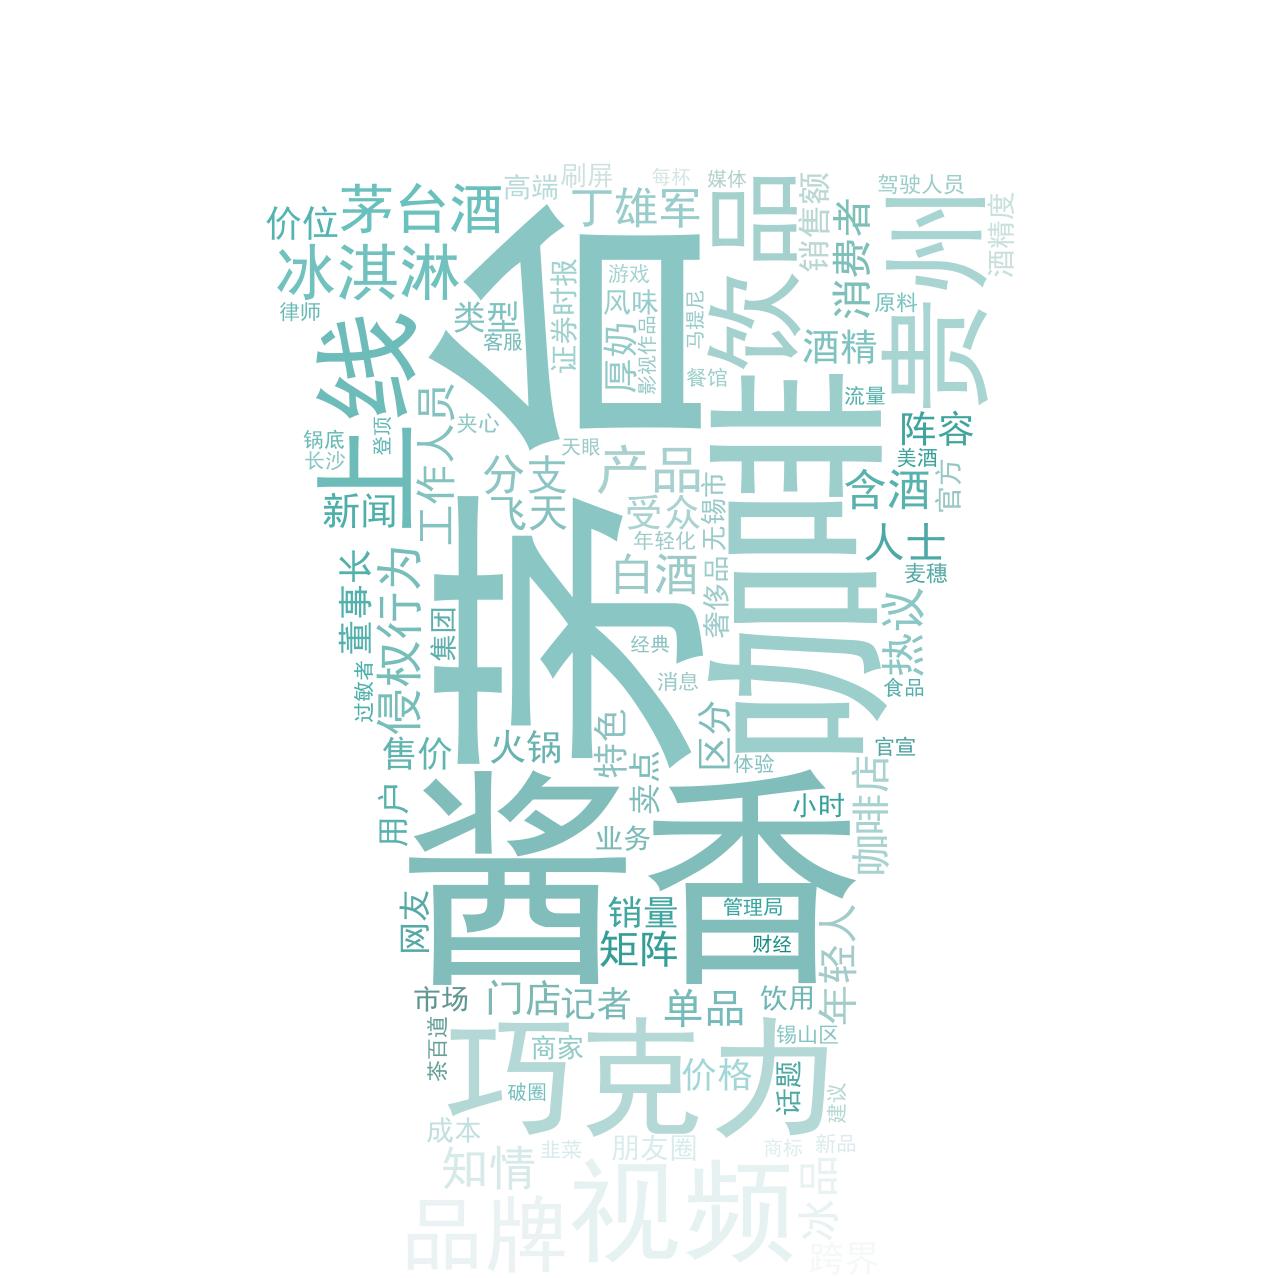 刷屏
每杯
媒体
高端
驾驶人员
茅台酒
丁雄军
饮品
销售额
消费者
贵州
酒精度
价位
冰淇淋
律师
类型
客服
证券时报
游戏
风味
厚奶
影视作品
马提尼
原料
酒精
餐馆
流量
上线
茅台
咖啡
工作人员
登顶
夹心
锅底
长沙
天眼
阵容
美酒
分支
产品
含酒
官方
新闻
飞天
受众
无锡市
年轻化
人士
白酒
奢侈品
麦穗
董事长
侵权行为
集团
经典
热议
过敏者
消息
食品
售价
火锅
特色
卖点
区分
体验
官宣
咖啡店
用户
酱香
小时
业务
网友
销量
矩阵
管理局
财经
年轻人
市场
门店
记者
单品
饮用
茶百道
巧克力
商家
锡山区
价格
话题
破圈
建议
成本
知情
韭菜
朋友圈
商标
新品
品牌
视频
冰品
跨界